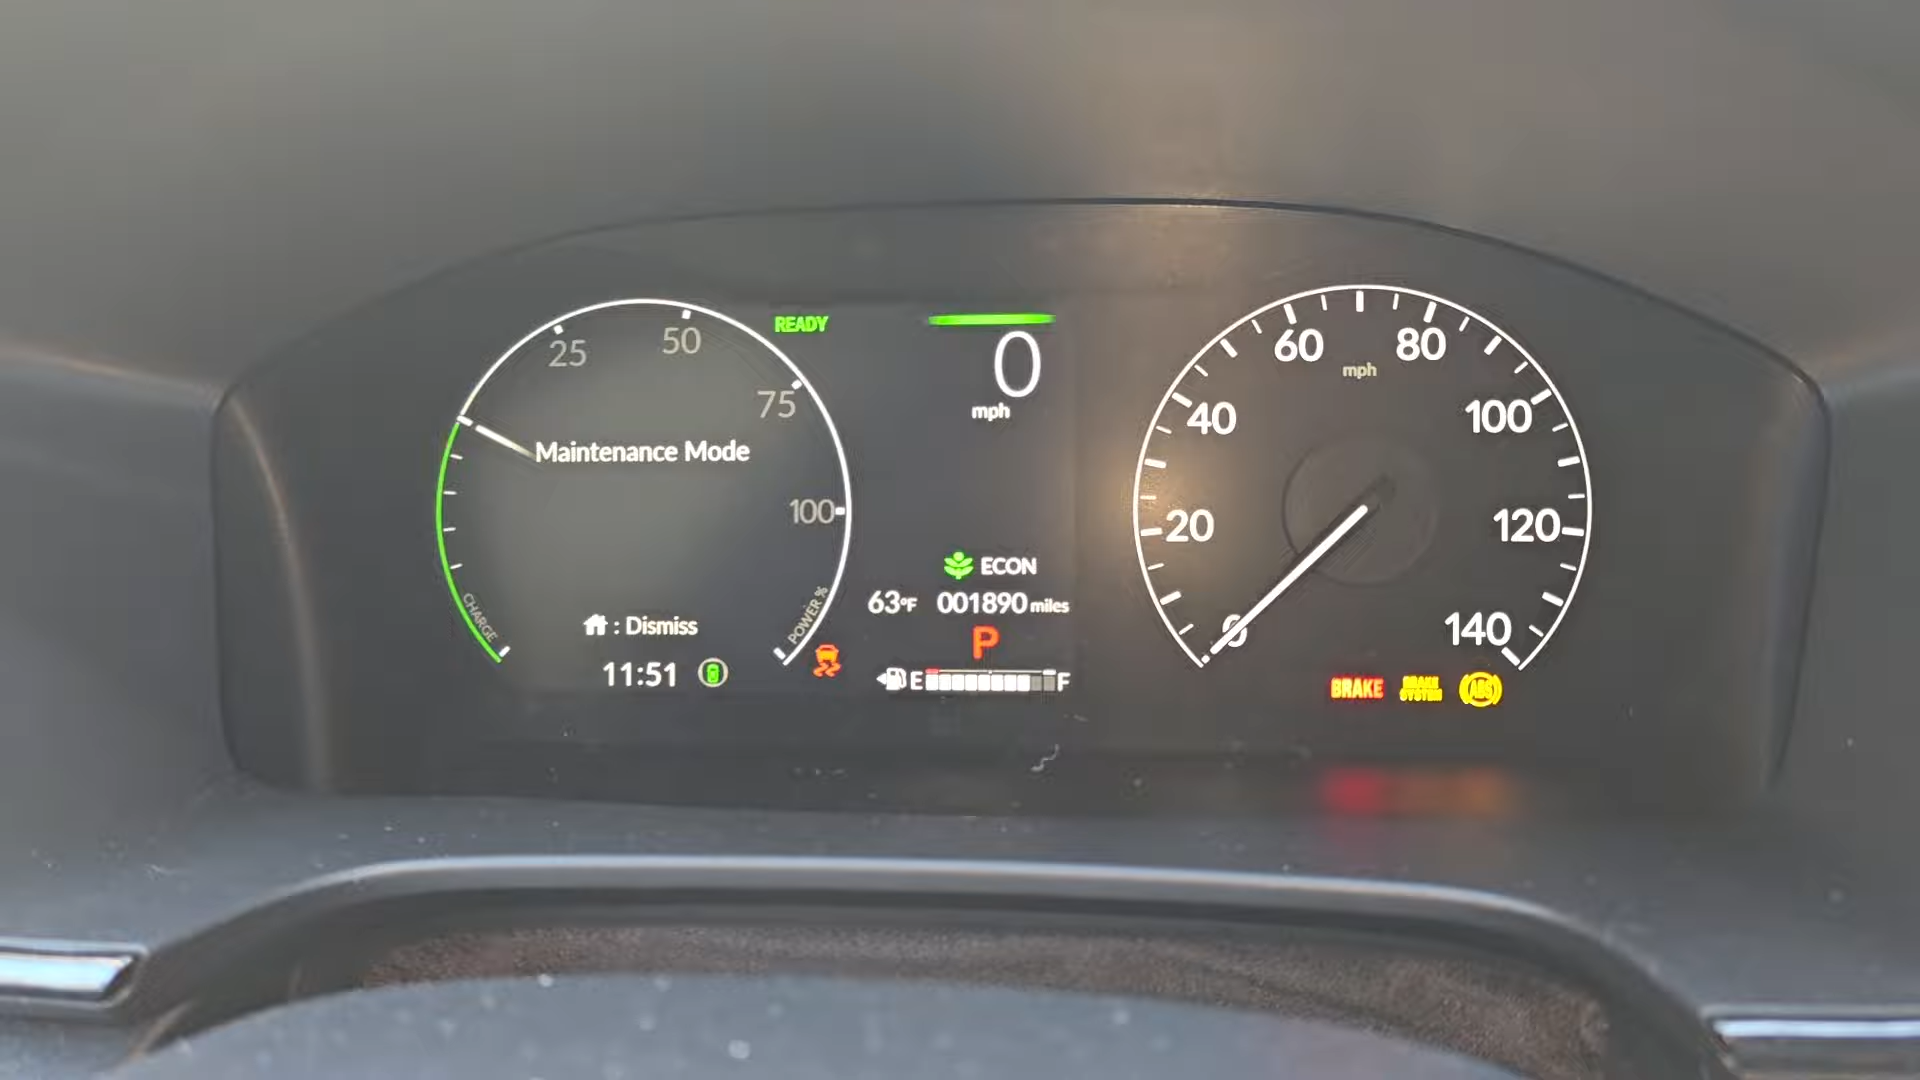 READY
0
mph
25
50
75
100
Maintenance Mode
CHARGE
POWER %
: Dismiss
11:51
ECON
63°F 001890 miles
P
E F
0
20
40
60
80
100
120
140
mph
BRAKE
BRAKE SYSTEM
ABS